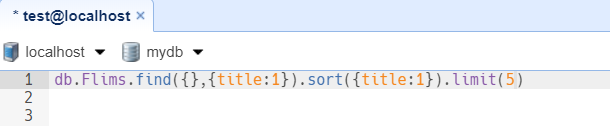 * test@localhost ×
localhost ▼ mydb ▼
1 db.Flims.find({},{title:1}).sort({title:1}).limit(5)
2
3